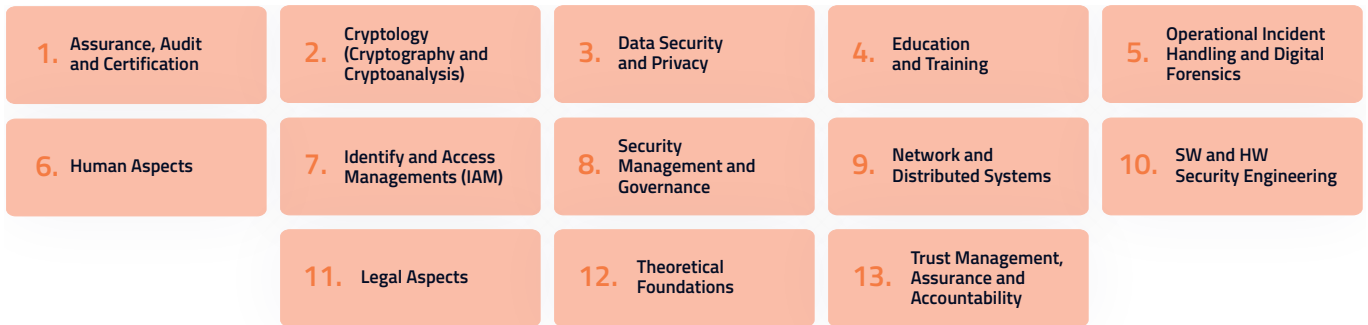 1. Assurance, Audit
and Certification
2. Cryptology
(Cryptography and
Cryptoanalysis)
3. Data Security
and Privacy
4. Education
and Training
5. Operational Incident
Handling and Digital
Forensics
6. Human Aspects
7. Identify and Access
Managements (IAM)
8. Security
Management and
Governance
9. Network and
Distributed Systems
10. SW and HW
Security Engineering
11. Legal Aspects
12. Theoretical
Foundations
13. Trust Management,
Assurance and
Accountability